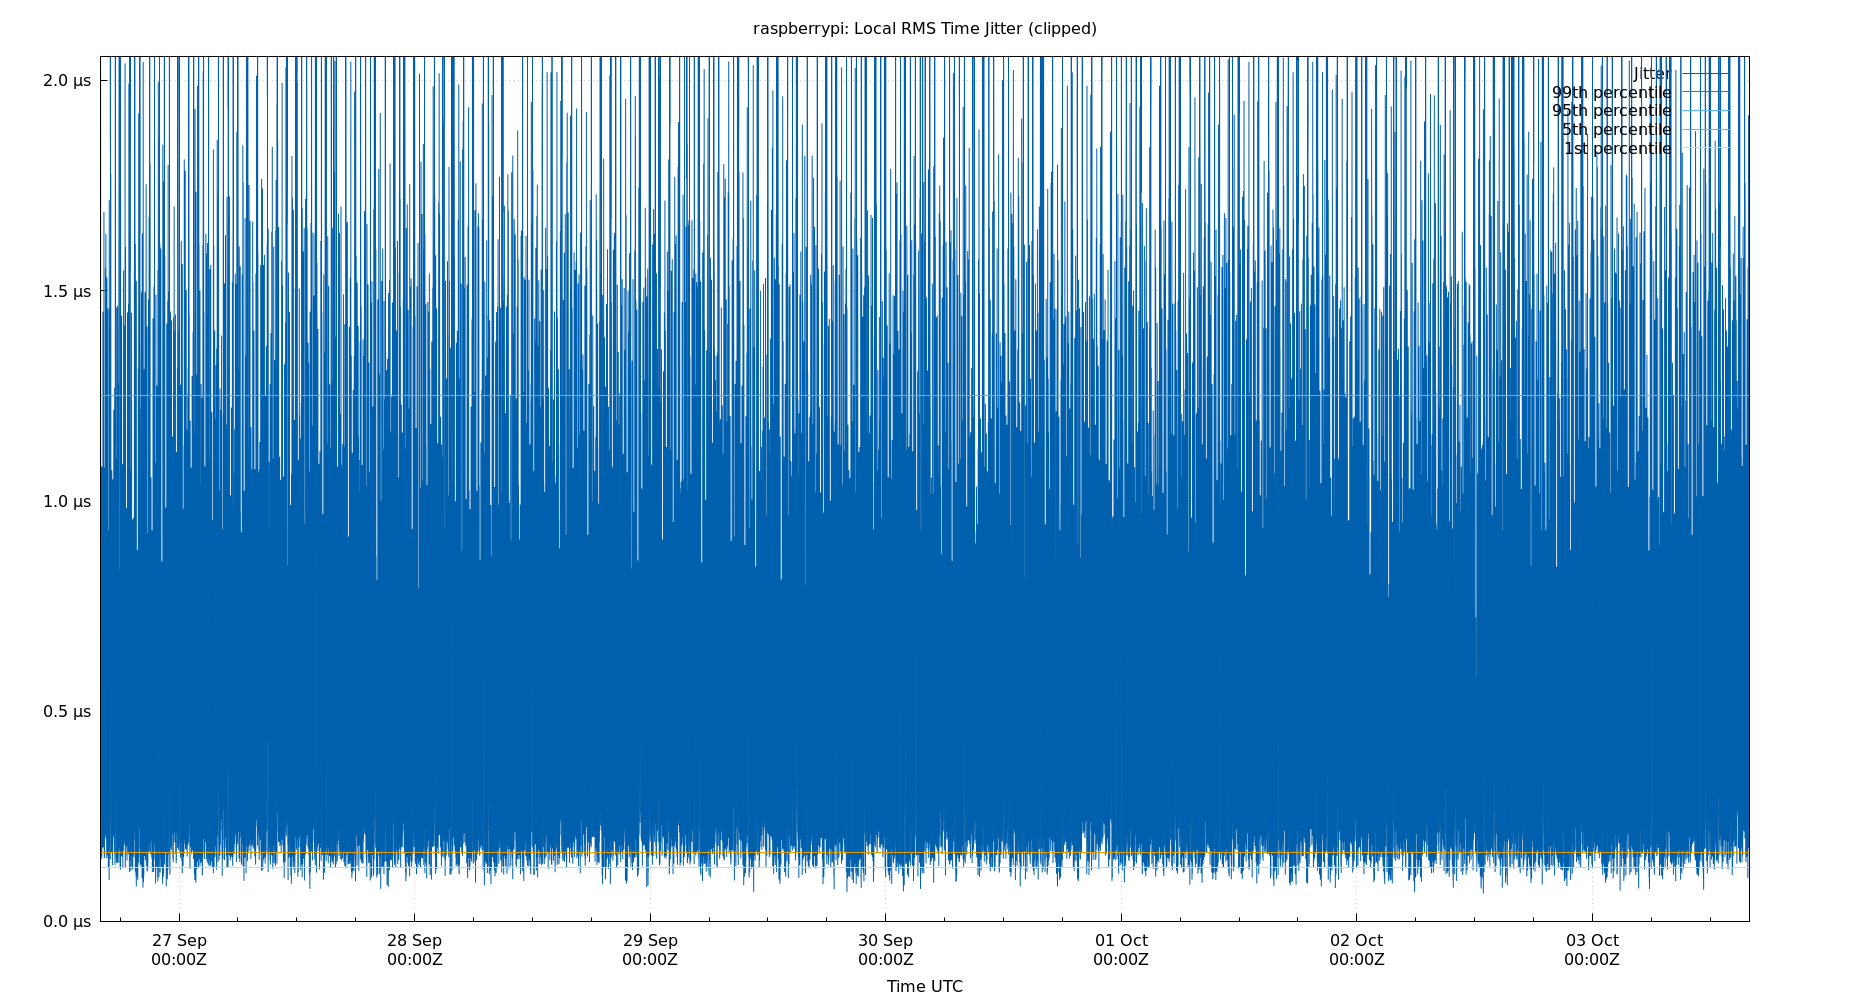 raspberrypi: Local RMS Time Jitter (clipped)
2.0 µs
1.5 µs
1.0 µs
0.5 µs
0.0 µs
Jitter
99th percentile
95th percentile
5th percentile
1st percentile
27 Sep
00:00Z
28 Sep
00:00Z
29 Sep
00:00Z
30 Sep
00:00Z
01 Oct
00:00Z
02 Oct
00:00Z
03 Oct
00:00Z
Time UTC